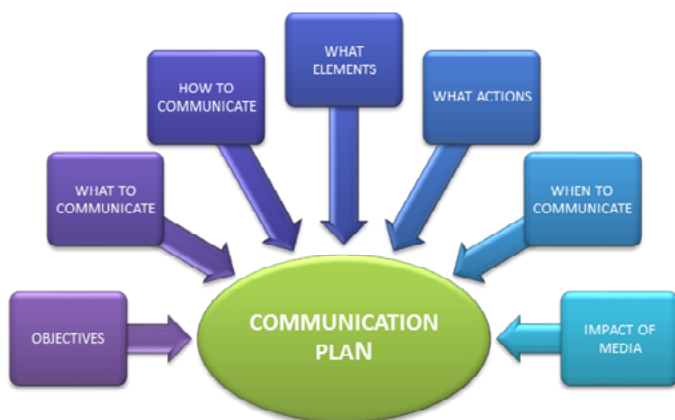 WHAT
ELEMENTS
HOW TO
COMMUNICATE
WHAT ACTIONS
WHAT TO
COMMUNICATE
WHEN TO
COMMUNICATE
OBJECTIVES
COMMUNICATION
PLAN
IMPACT OF
MEDIA